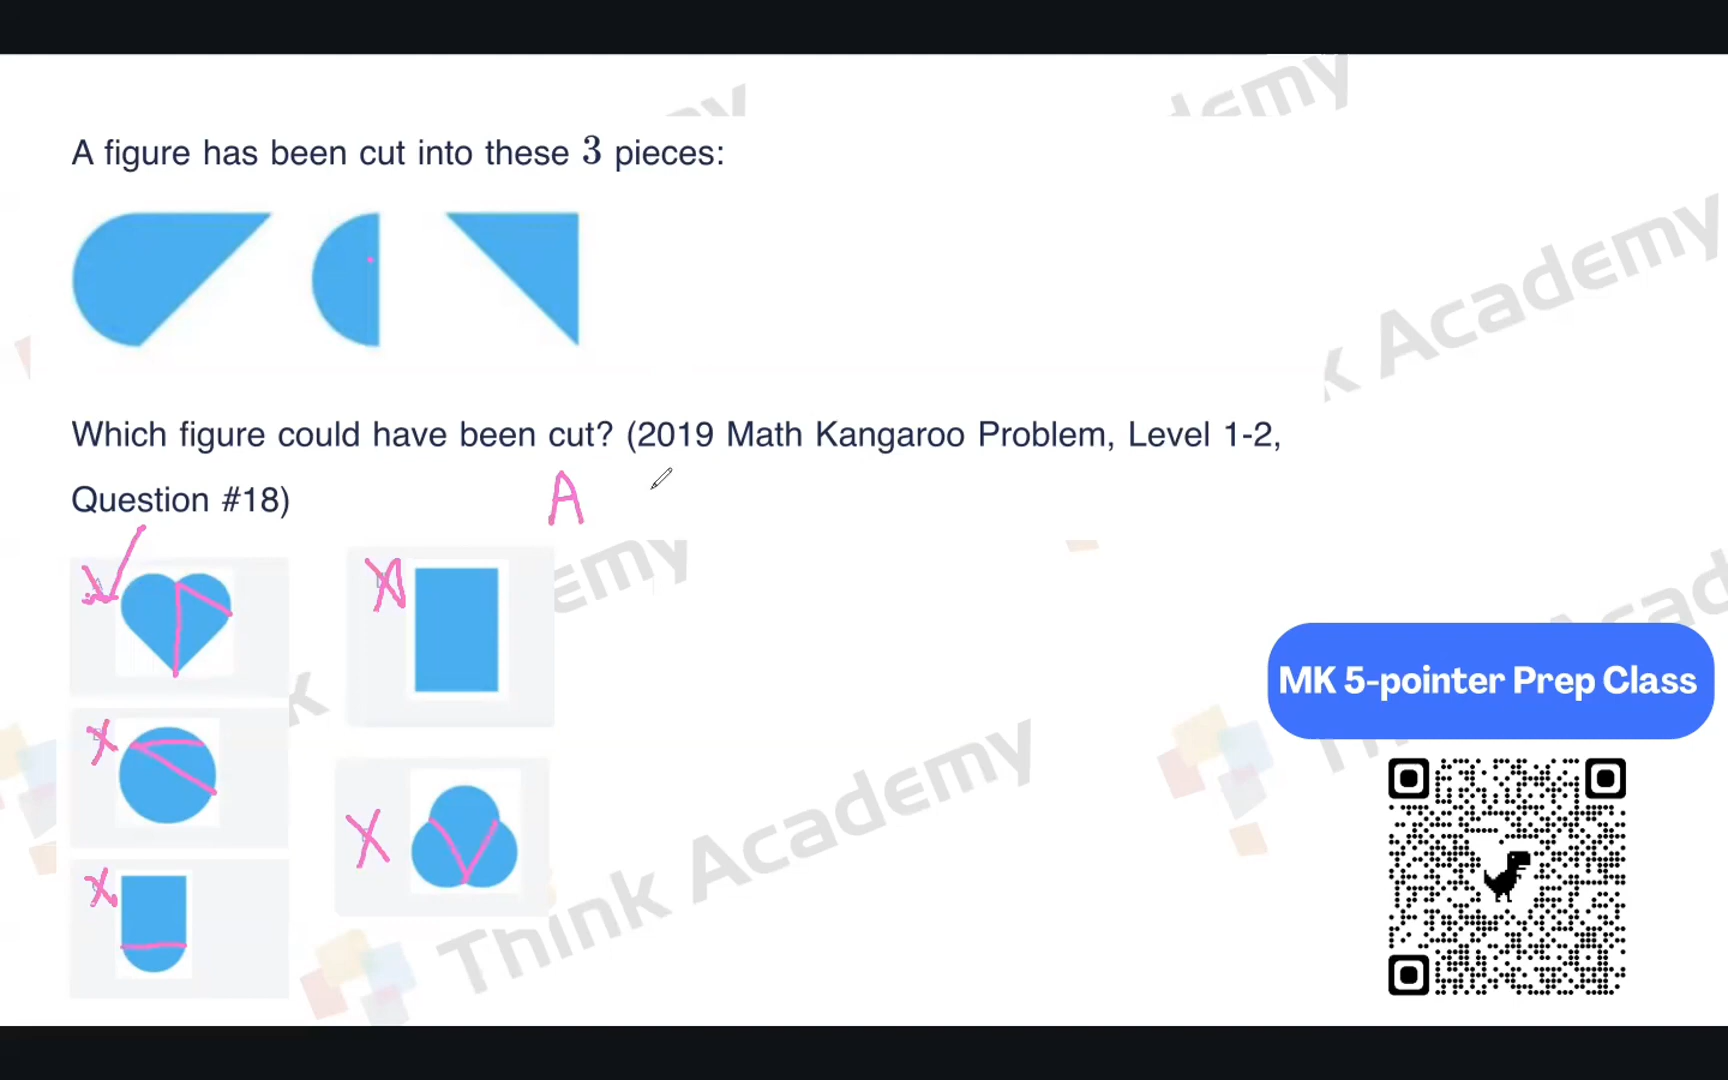 A figure has been cut into these 3 pieces:
Which figure could have been cut? (2019 Math Kangaroo Problem, Level 1-2,
Question #18)
A
MK 5-pointer Prep Class
Think Academy
Academy